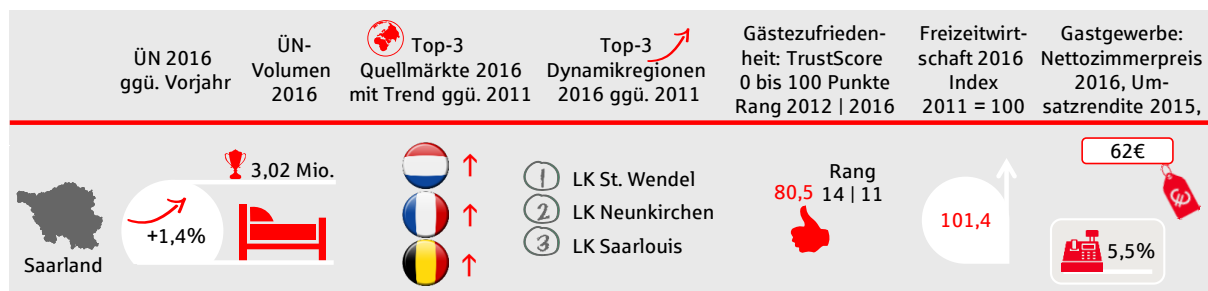 ÜN 2016
ggü. Vorjahr
ÜN-
Volumen
2016
Top-3
Quellmärkte 2016
mit Trend ggü. 2011
Top-3
Dynamikregionen
2016 ggü. 2011
Gästezufrieden-
heit: TrustScore
0 bis 100 Punkte
Rang 2012 | 2016
Freizeitwirt-
schaft 2016
Index
2011 = 100
Gastgewerbe:
Nettozimmerpreis
2016, Um-
satzrendite 2015,
Saarland
+1,4%
3,02 Mio.
1 LK St. Wendel
2 LK Neunkirchen
3 LK Saarlouis
80,5
Rang
14 | 11
101,4
62€
5,5%